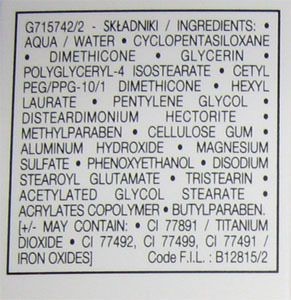 G715742/2 - SKŁADNIKI / INGREDIENTS: •
AQUA / WATER • CYCLOPENTASILOXANE
• DIMETHICONE • GLYCERIN •
POLYGLYCERYL-4 ISOSTEARATE • CETYL
PEG/PPG-10/1 DIMETHICONE • HEXYL
LAURATE • PENTYLENE GLYCOL •
DISTEARDIMONIUM HECTORITE •
METHYLPARABEN • CELLULOSE GUM •
ALUMINUM HYDROXIDE • MAGNESIUM
SULFATE • PHENOXYETHANOL • DISODIUM
STEAROYL GLUTAMATE • TRISTEARIN •
ACETYLATED GLYCOL STEARATE •
ACRYLATES COPOLYMER • BUTYLPARABEN.
[+/- MAY CONTAIN: • CI 77891 / TITANIUM
DIOXIDE • CI 77492, CI 77499, CI 77491 /
IRON OXIDES] Code F.I.L. : B12815/2